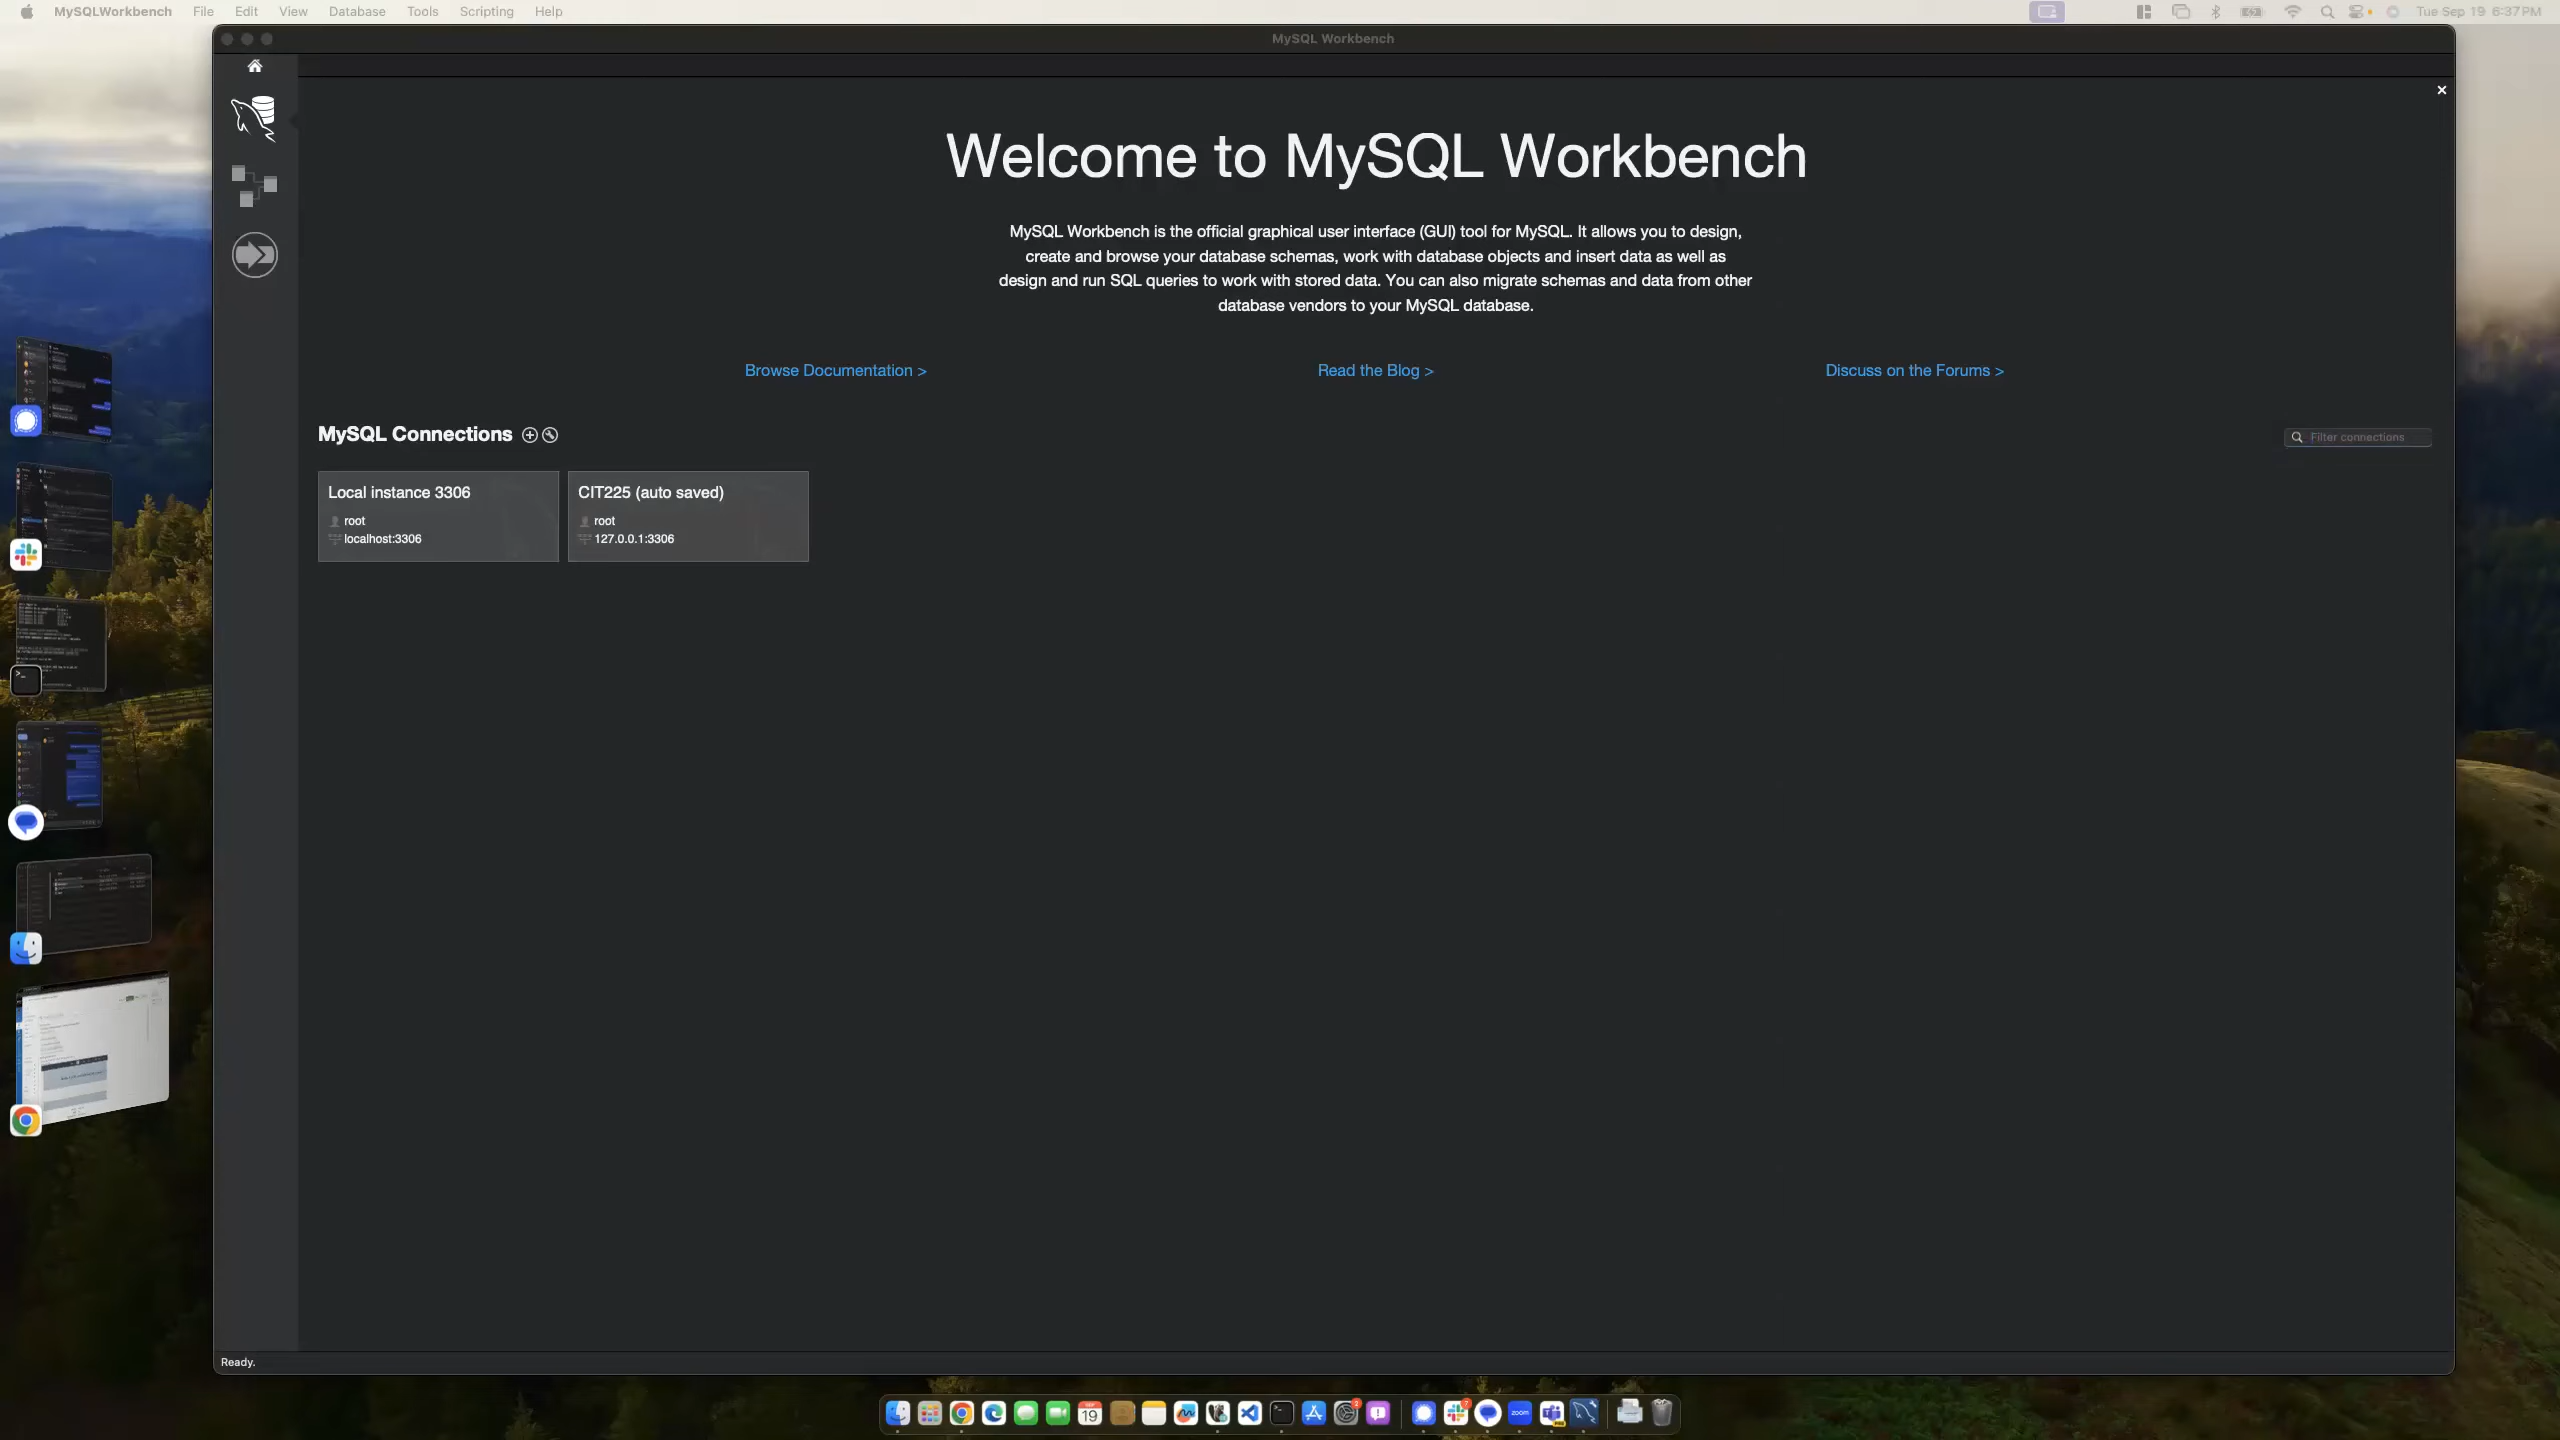 MySQLWorkbench File Edit View Database Tools Scripting Help
Tue Sep 19 6:37 PM
MySQL Workbench
Welcome to MySQL Workbench
MySQL Workbench is the official graphical user interface (GUI) tool for MySQL. It allows you to design,
create and browse your database schemas, work with database objects and insert data as well as
design and run SQL queries to work with stored data. You can also migrate schemas and data from other
database vendors to your MySQL database.
Browse Documentation > Read the Blog > Discuss on the Forums >
MySQL Connections
Filter connections
Local instance 3306
root
localhost:3306
CIT225 (auto saved)
root
127.0.0.1:3306
Ready.
SEP
19
zoom